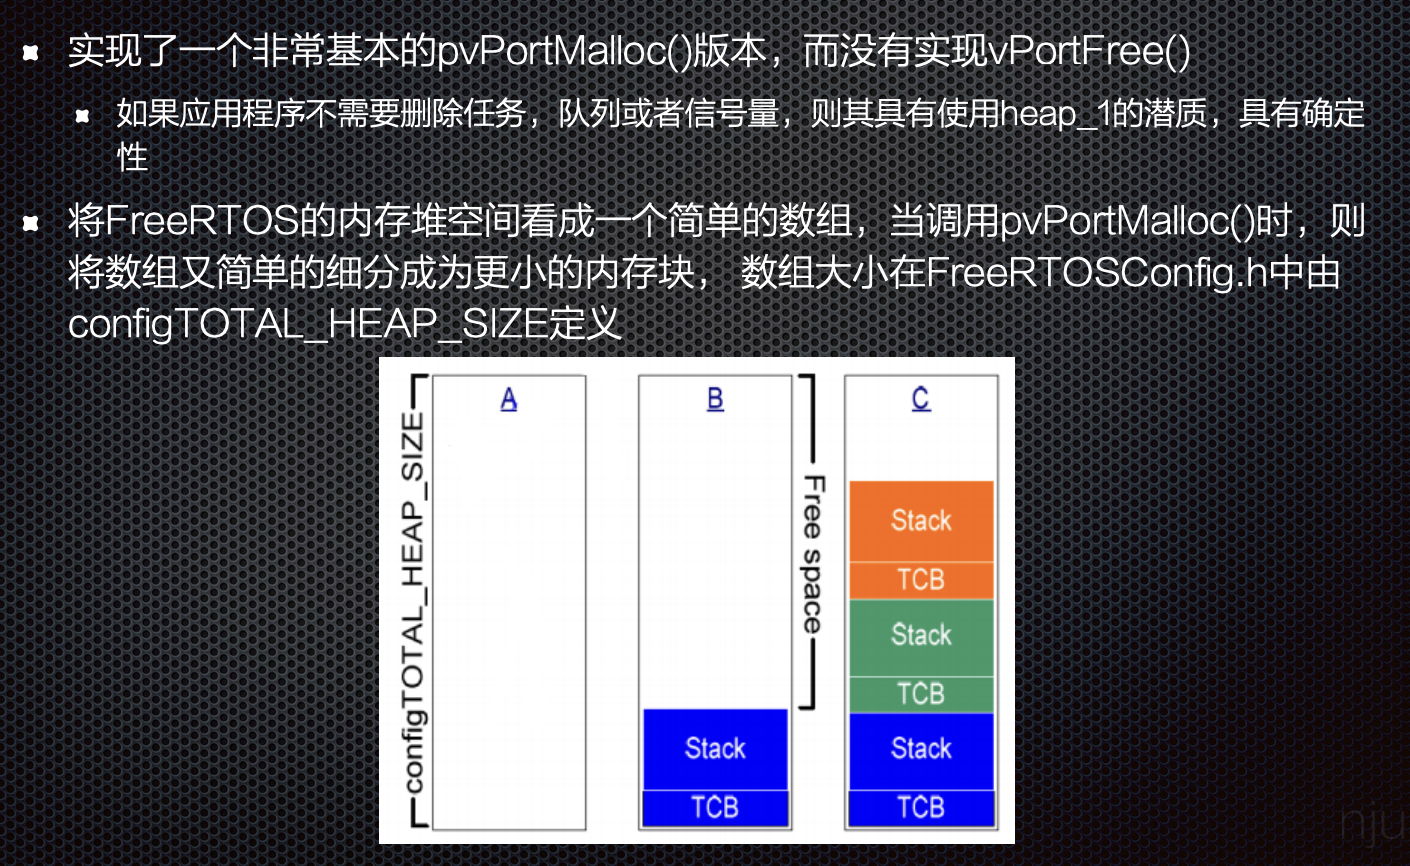 实现了一个非常基本的pvPortMalloc()版本，而没有实现vPortFree()
如果应用程序不需要删除任务，队列或者信号量，则其具有使用heap_1的潜质，具有确定
性
将FreeRTOS的内存堆空间看成一个简单的数组，当调用pvPortMalloc()时，则
将数组又简单的细分成为更小的内存块， 数组大小在FreeRTOSConfig.h中由
configTOTAL_HEAP_SIZE定义
configTOTAL_HEAP_SIZE
A
B
Stack
TCB
Free space
C
Stack
TCB
Stack
TCB
Stack
TCB
nju